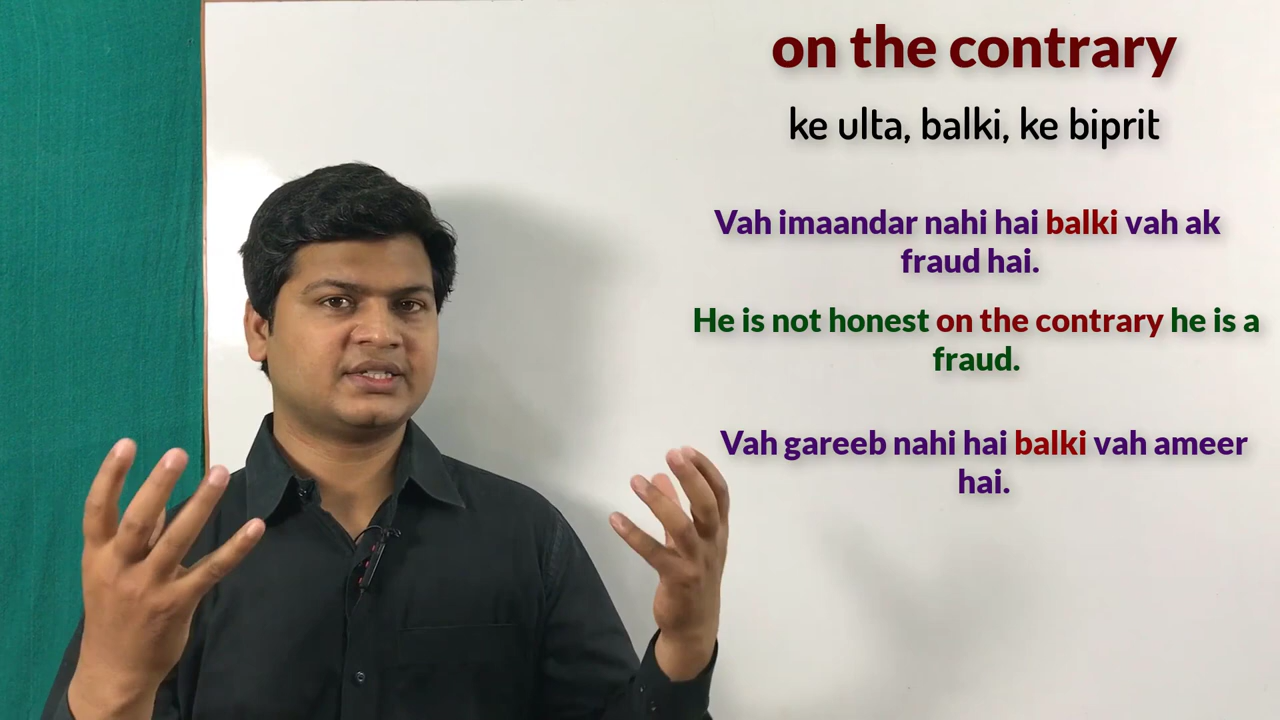 on the contrary
ke ulta, balki, ke biprit
Vah imaandar nahi hai balki vah ak
fraud hai.
He is not honest on the contrary he is a
fraud.
Vah gareeb nahi hai balki vah ameer
hai.